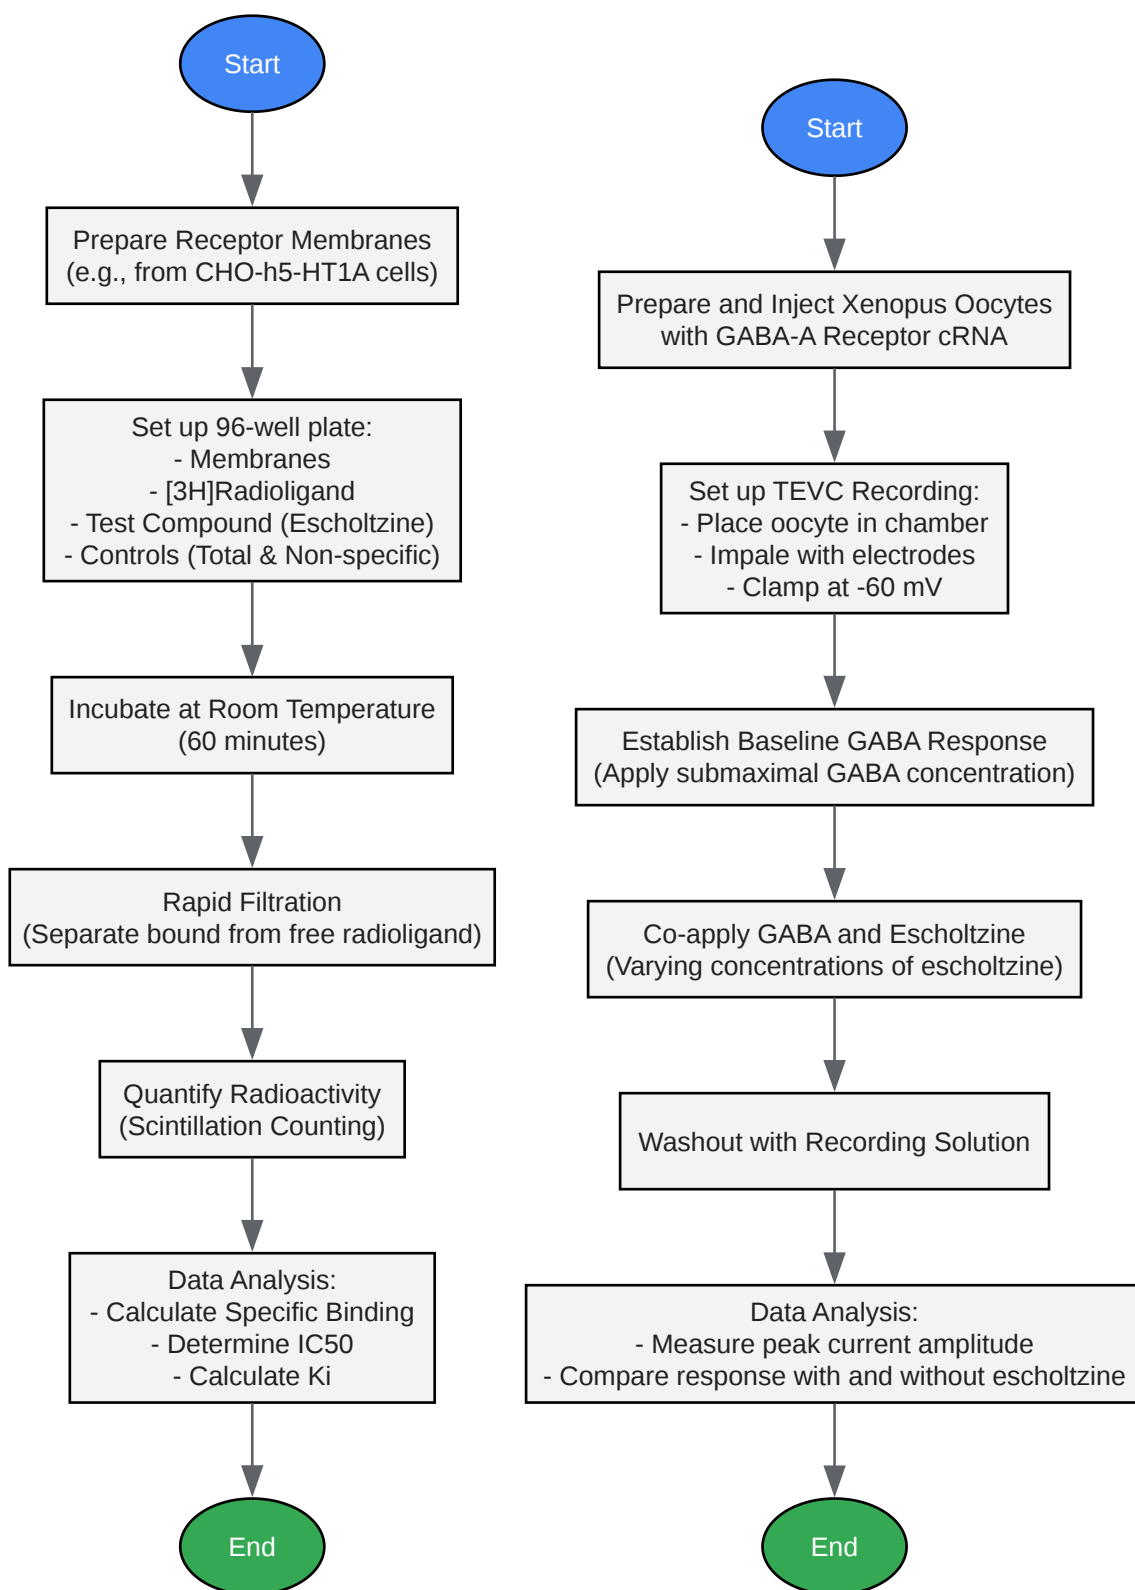 Start
Prepare Receptor Membranes
(e.g., from CHO-h5-HT1A cells)
Set up 96-well plate:
- Membranes
- [3H]Radioligand
- Test Compound (Escholtzine)
- Controls (Total & Non-specific)
Incubate at Room Temperature
(60 minutes)
Rapid Filtration
(Separate bound from free radioligand)
Quantify Radioactivity
(Scintillation Counting)
Data Analysis:
- Calculate Specific Binding
- Determine IC50
- Calculate Ki
End
Start
Prepare and Inject Xenopus Oocytes
with GABA-A Receptor cRNA
Set up TEVC Recording:
- Place oocyte in chamber
- Impale with electrodes
- Clamp at -60 mV
Establish Baseline GABA Response
(Apply submaximal GABA concentration)
Co-apply GABA and Escholtzine
(Varying concentrations of escholtzine)
Washout with Recording Solution
Data Analysis:
- Measure peak current amplitude
- Compare response with and without escholtzine
End